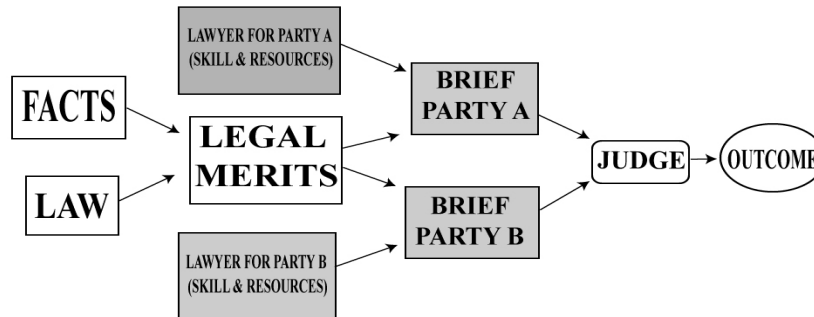 FACTS
LAW
LAWYER FOR PARTY A
(SKILL & RESOURCES)
LEGAL
MERITS
LAWYER FOR PARTY B
(SKILL & RESOURCES)
BRIEF
PARTY A
BRIEF
PARTY B
JUDGE
OUTCOME